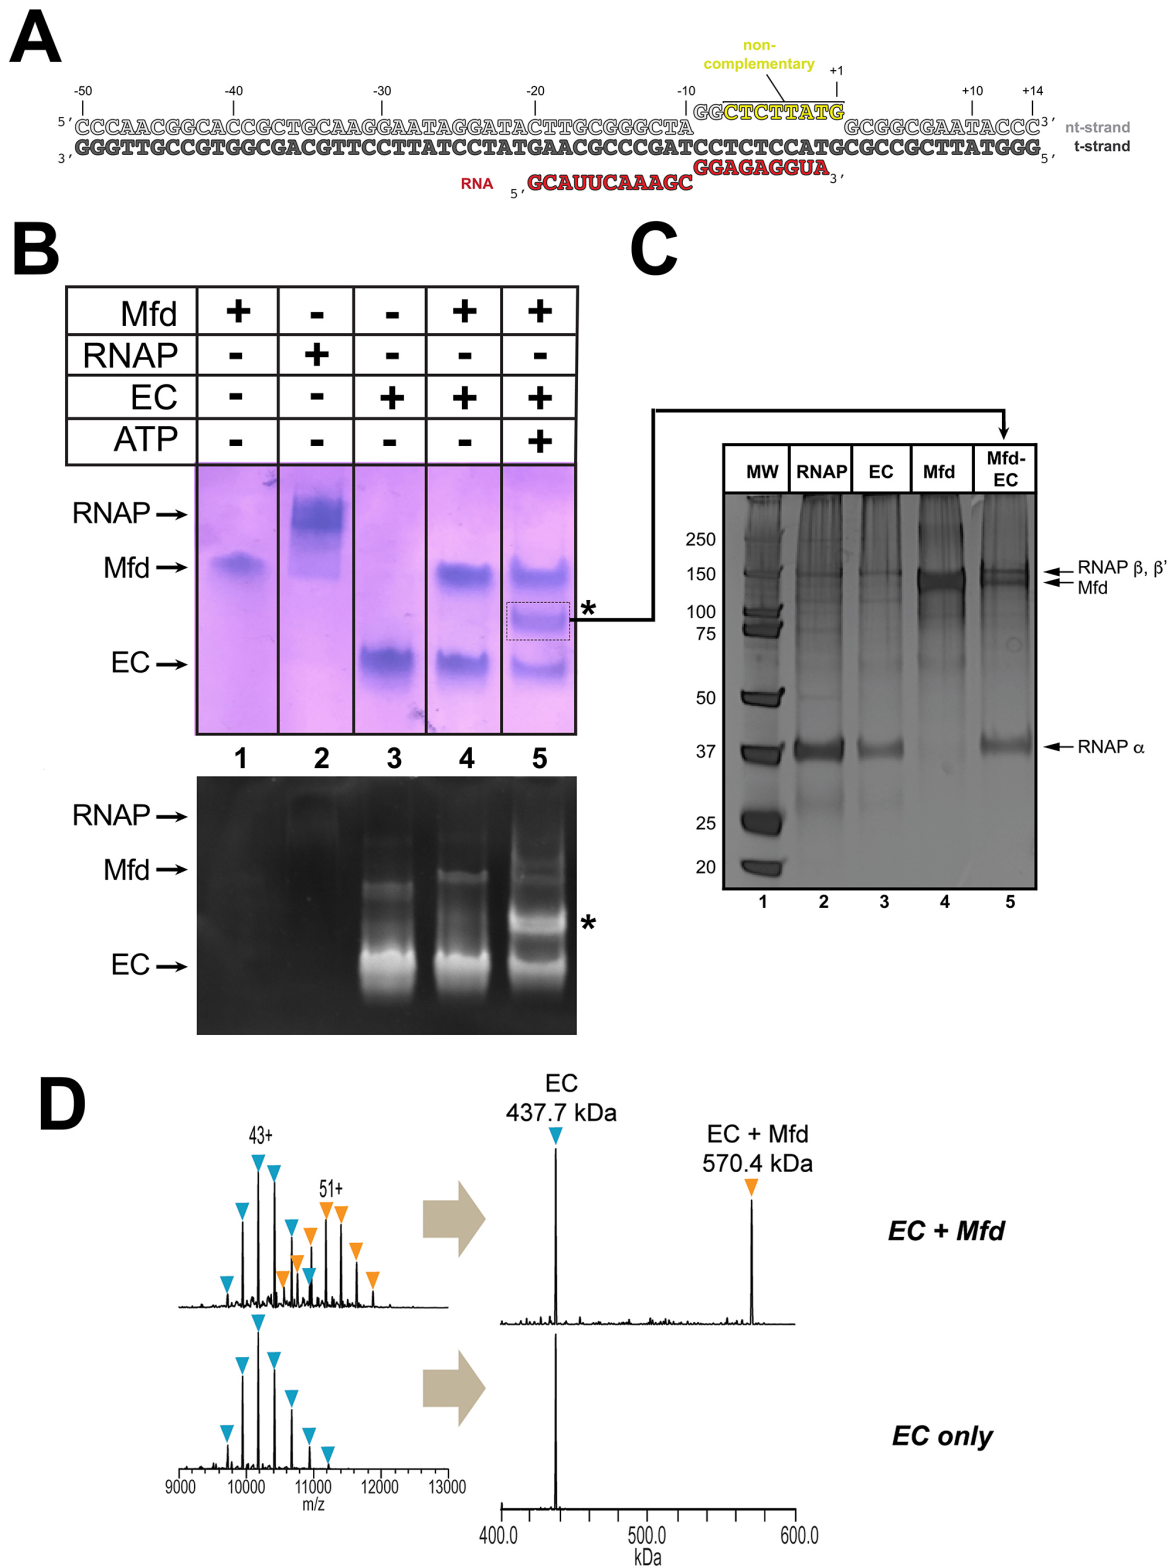 A
non-
complementary
+1
-50 -40 -30 -20 -10 +10 +14
GGCTCTTATG
5' CCCAACGGCACCGCTGCAAGGAATAGGATACTTGCGGGCTA GCGGCGAATACCC 3' nt-strand
3' GGGTTGCCGTGGCGACGTTCCTTATCCTATGAACGCCCGATCCTCTCCATGCGCCGCTTATGGG 5' t-strand
GGAGAGGUA 3'
RNA 5' GCAUUCAAAGC
B
Mfd + - - + +
RNAP - + - - -
EC - - + + +
ATP - - - - +
RNAP
Mfd
*
EC
1 2 3 4 5
RNAP
Mfd
*
EC
C
MW RNAP EC Mfd Mfd-
EC
250
150
100
75
50
37
25
20
RNAP β, β'
Mfd
RNAP α
1 2 3 4 5
D
43+
51+
EC
437.7 kDa
EC + Mfd
570.4 kDa
EC + Mfd
EC only
9000 10000 11000 12000 13000
m/z
400.0 500.0 600.0
kDa